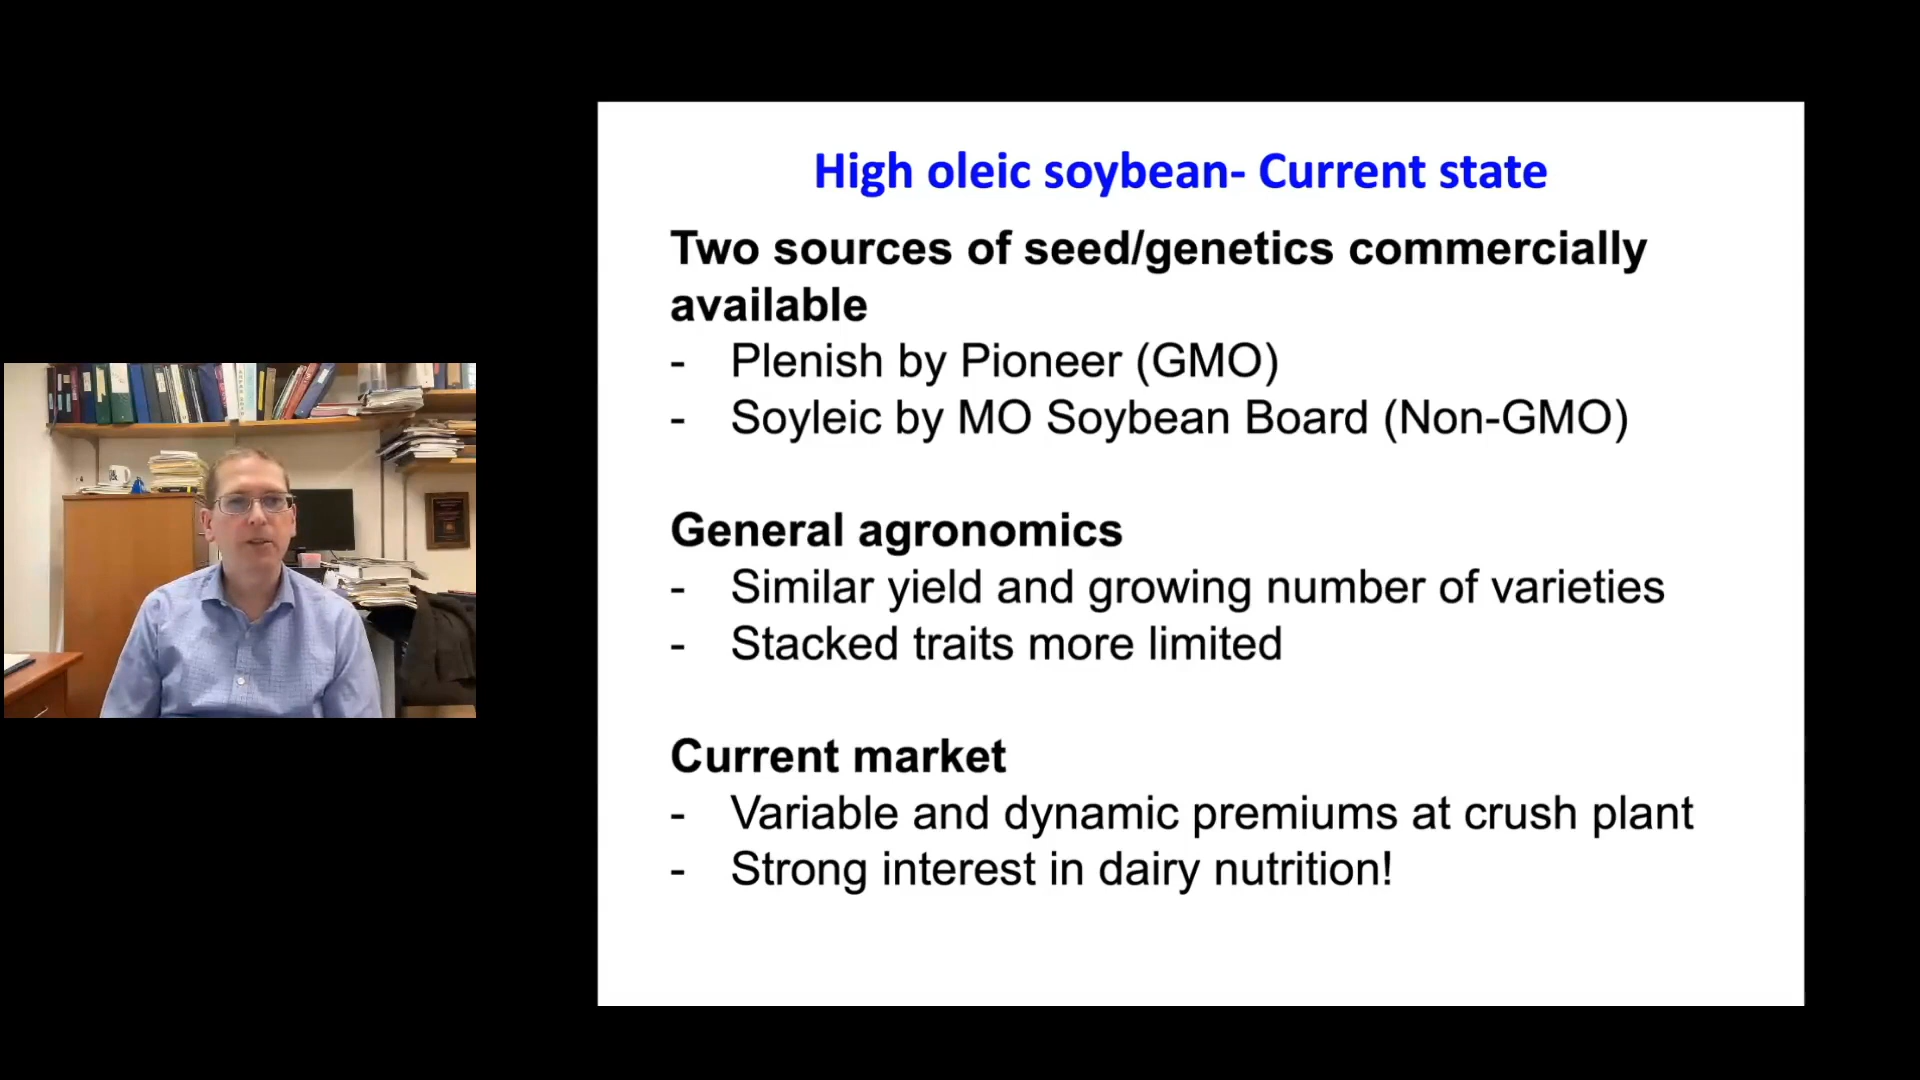 High oleic soybean- Current state
Two sources of seed/genetics commercially
available
- Plenish by Pioneer (GMO)
- Soyleic by MO Soybean Board (Non-GMO)
General agronomics
- Similar yield and growing number of varieties
- Stacked traits more limited
Current market
- Variable and dynamic premiums at crush plant
- Strong interest in dairy nutrition!